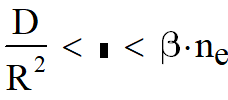 D/R² < ▪ < β·nₑ